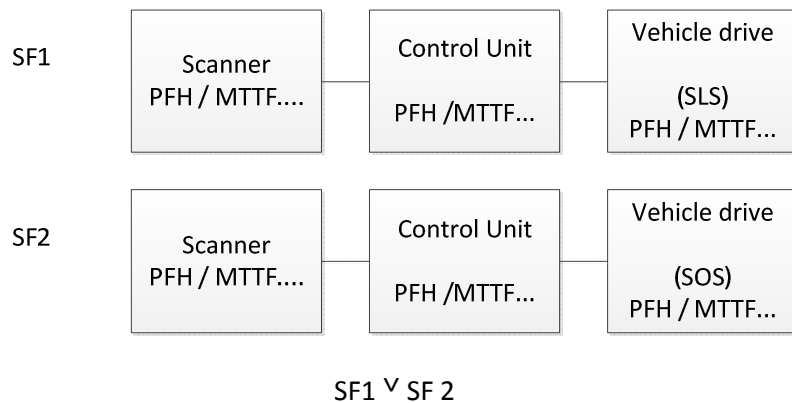 SF1
Scanner
PFH / MTTF....
Control Unit
PFH /MTTF...
Vehicle drive
(SLS)
PFH / MTTF...
SF2
Scanner
PFH / MTTF....
Control Unit
PFH /MTTF...
Vehicle drive
(SOS)
PFH / MTTF...
SF1 ∨ SF 2